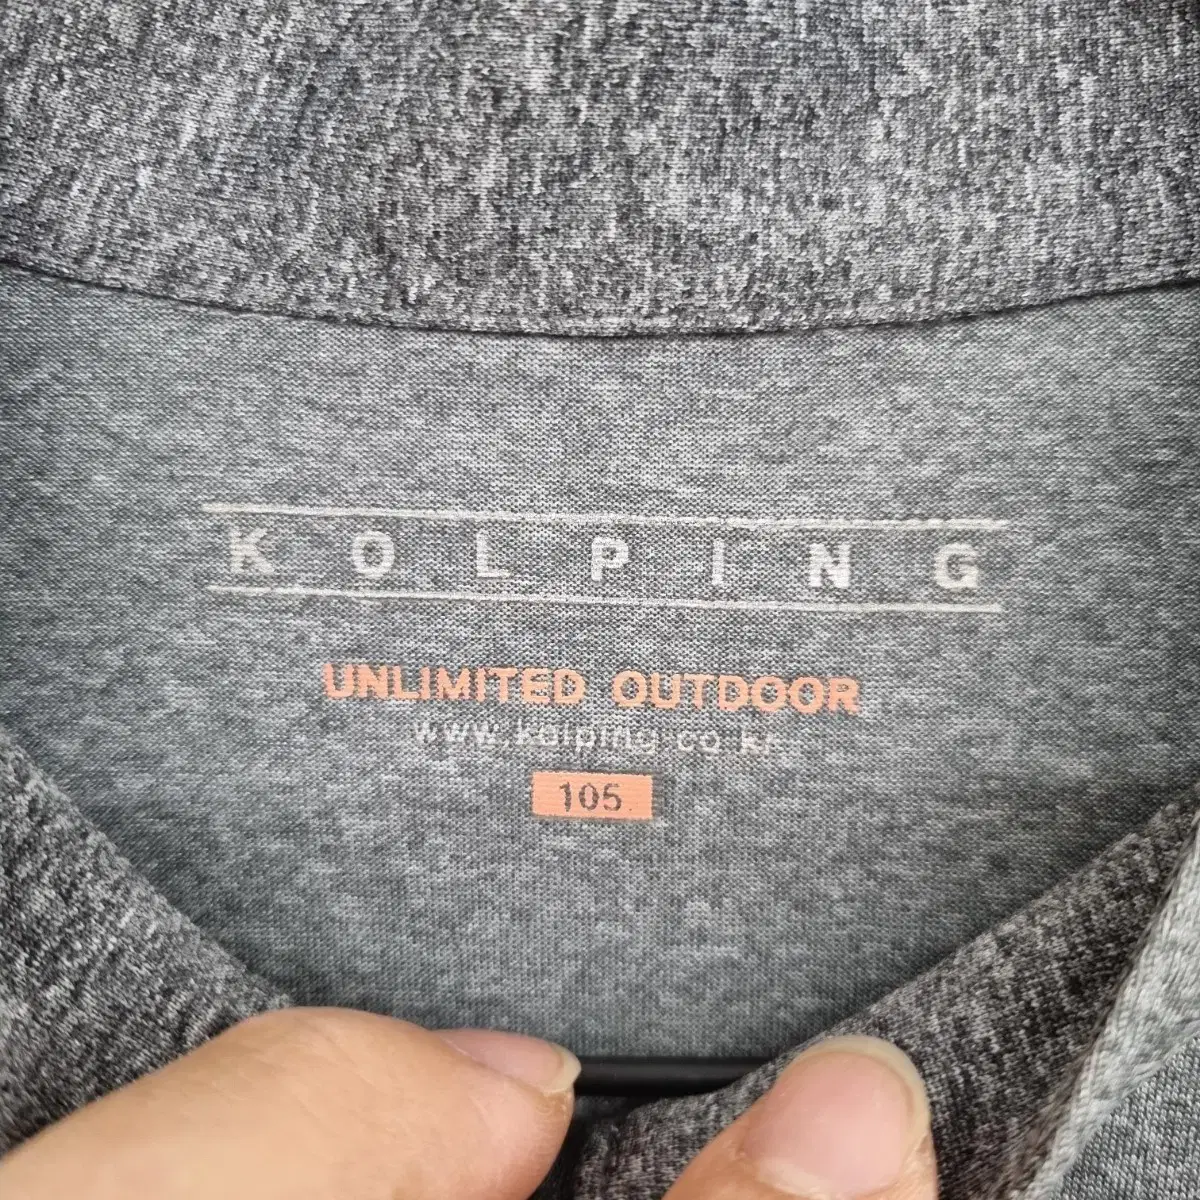 KOLPING
UNLIMITED OUTDOOR
www.kolping.co.kr
105